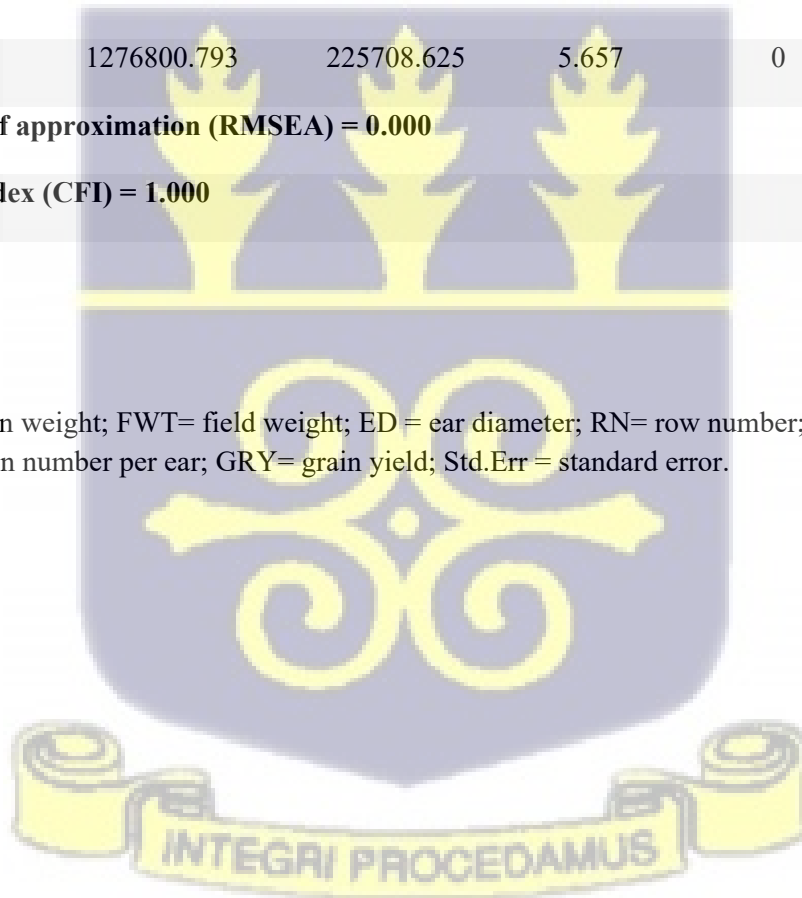 1276800.793 225708.625 5.657 0
f approximation (RMSEA) = 0.000
dex (CFI) = 1.000
n weight; FWT= field weight; ED = ear diameter; RN= row number;
n number per ear; GRY= grain yield; Std.Err = standard error.
INTEGRI PROCEDAMUS